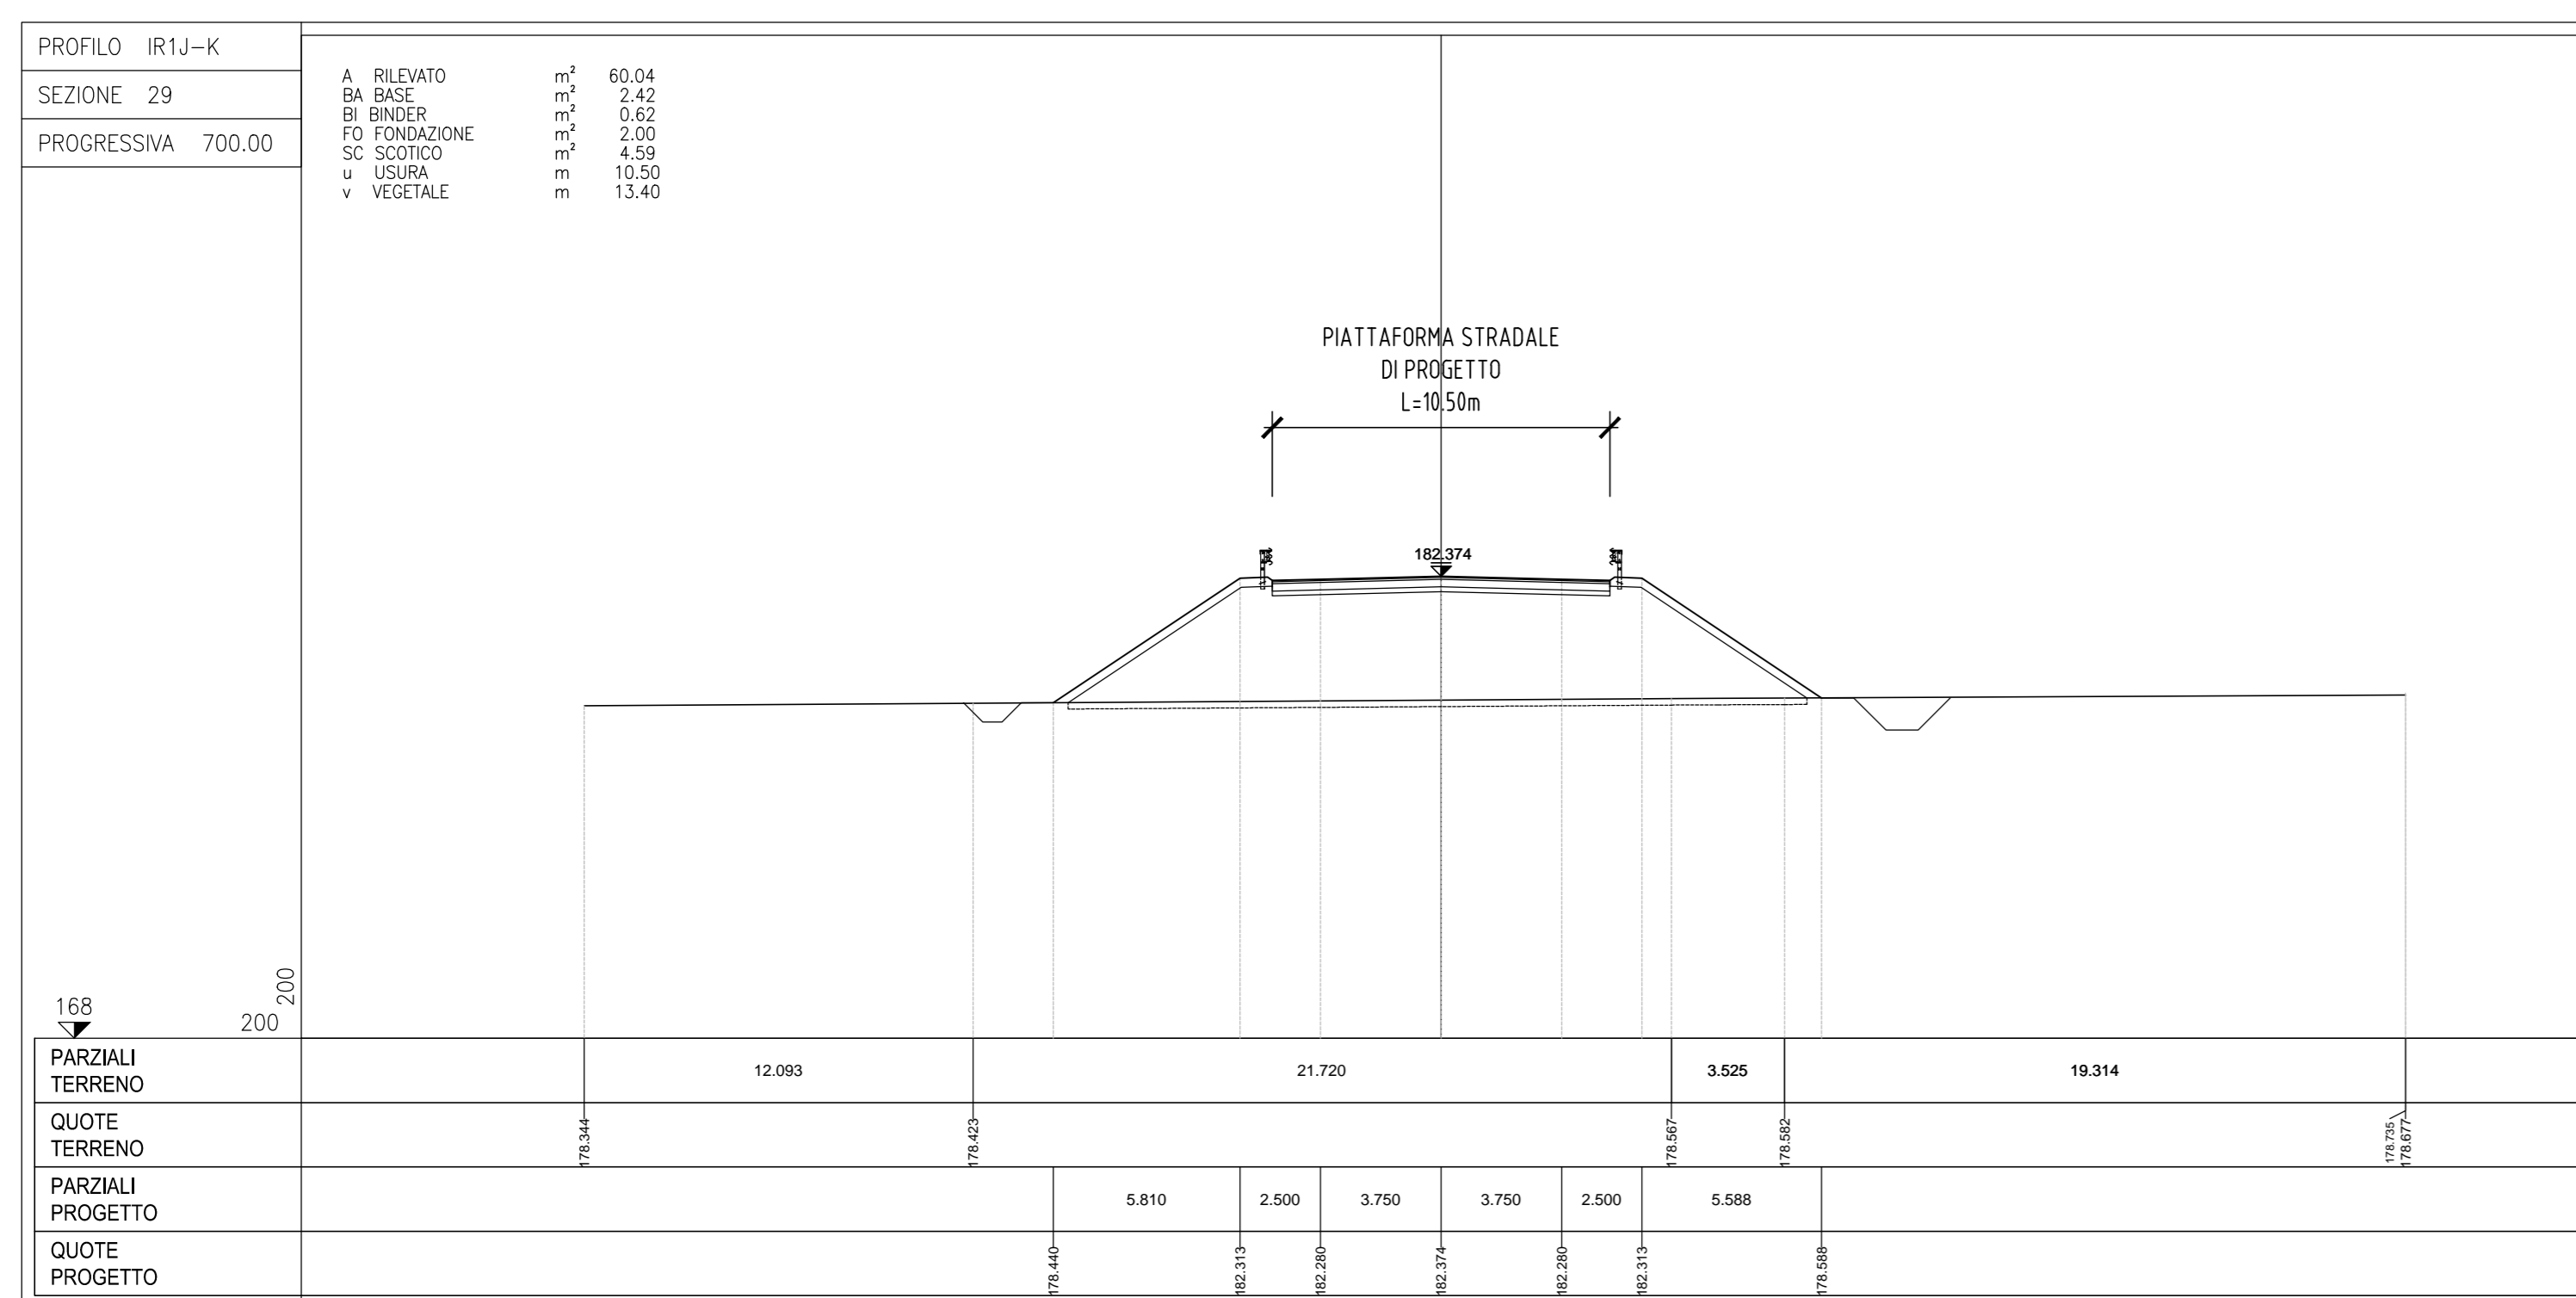 PROFILO IR1J-K
SEZIONE 29
PROGRESSIVA 700.00
A RILEVATO m² 60.04
BA BASE m² 2.42
BI BINDER m² 0.62
FO FONDAZIONE m² 2.00
SC SCOTICO m² 4.59
u USURA m 10.50
v VEGETALE m 13.40
PIATTAFORMA STRADALE
DI PROGETTO
L=10.50m
182.374
200
168
200
PARZIALI
TERRENO
12.093 21.720 3.525 19.314
QUOTE
TERRENO
178.344 178.423 178.567 178.582 178.735 178.677
PARZIALI
PROGETTO
5.810 2.500 3.750 3.750 2.500 5.588
QUOTE
PROGETTO
178.440 182.313 182.280 182.374 182.280 182.313 178.588